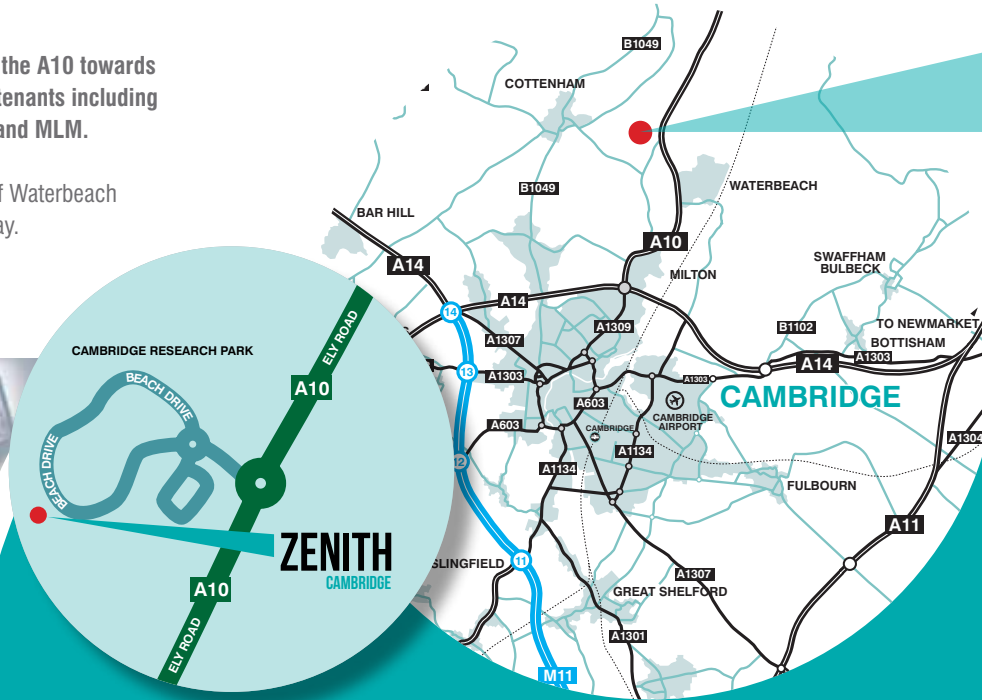 the A10 towards
tenants including
and MLM.
Waterbeach
B1049
COTTENHAM
B1049
WATERBEACH
BAR HILL
A10
A14
MILTON
SWAFFHAM
BULBECK
14
A14
A1309
B1102
TO NEWMARKET
BOTTISHAM
A1307
A14
A1303
13
A1303
A1303
CAMBRIDGE
A603
CAMBRIDGE
AIRPORT
CAMBRIDGE
A603
A1134
A1304
12
A1134
FULBOURN
A11
SLINGFIELD
11
A1307
GREAT SHELFORD
A1301
M11
CAMBRIDGE RESEARCH PARK
ELY ROAD
BEACH DRIVE
A10
BEACH DRIVE
ZENITH
CAMBRIDGE
A10
ELY ROAD